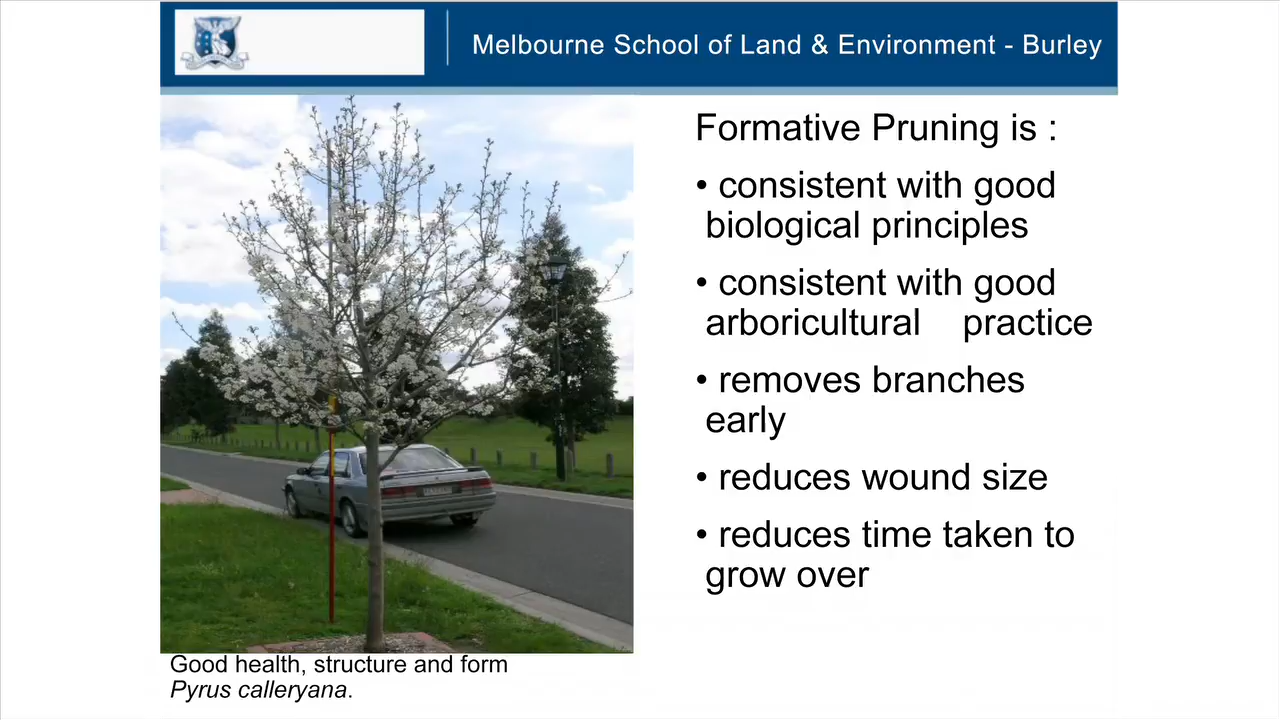 Melbourne School of Land & Environment - Burley
Formative Pruning is :
• consistent with good
biological principles
• consistent with good
arboricultural practice
• removes branches
early
• reduces wound size
• reduces time taken to
grow over
Good health, structure and form
Pyrus calleryana.